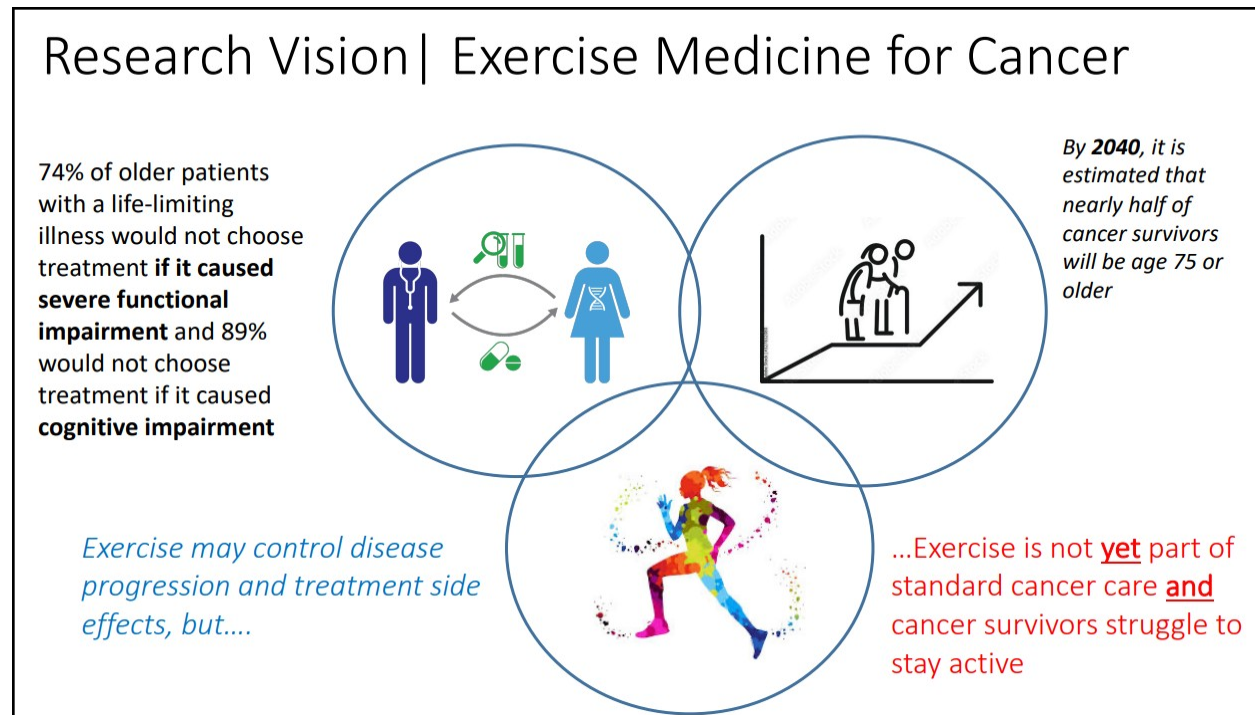 Research Vision| Exercise Medicine for Cancer
74% of older patients
with a life-limiting
illness would not choose
treatment if it caused
severe functional
impairment and 89%
would not choose
treatment if it caused
cognitive impairment
By 2040, it is
estimated that
nearly half of
cancer survivors
will be age 75 or
older
Exercise may control disease
progression and treatment side
effects, but....
...Exercise is not yet part of
standard cancer care and
cancer survivors struggle to
stay active